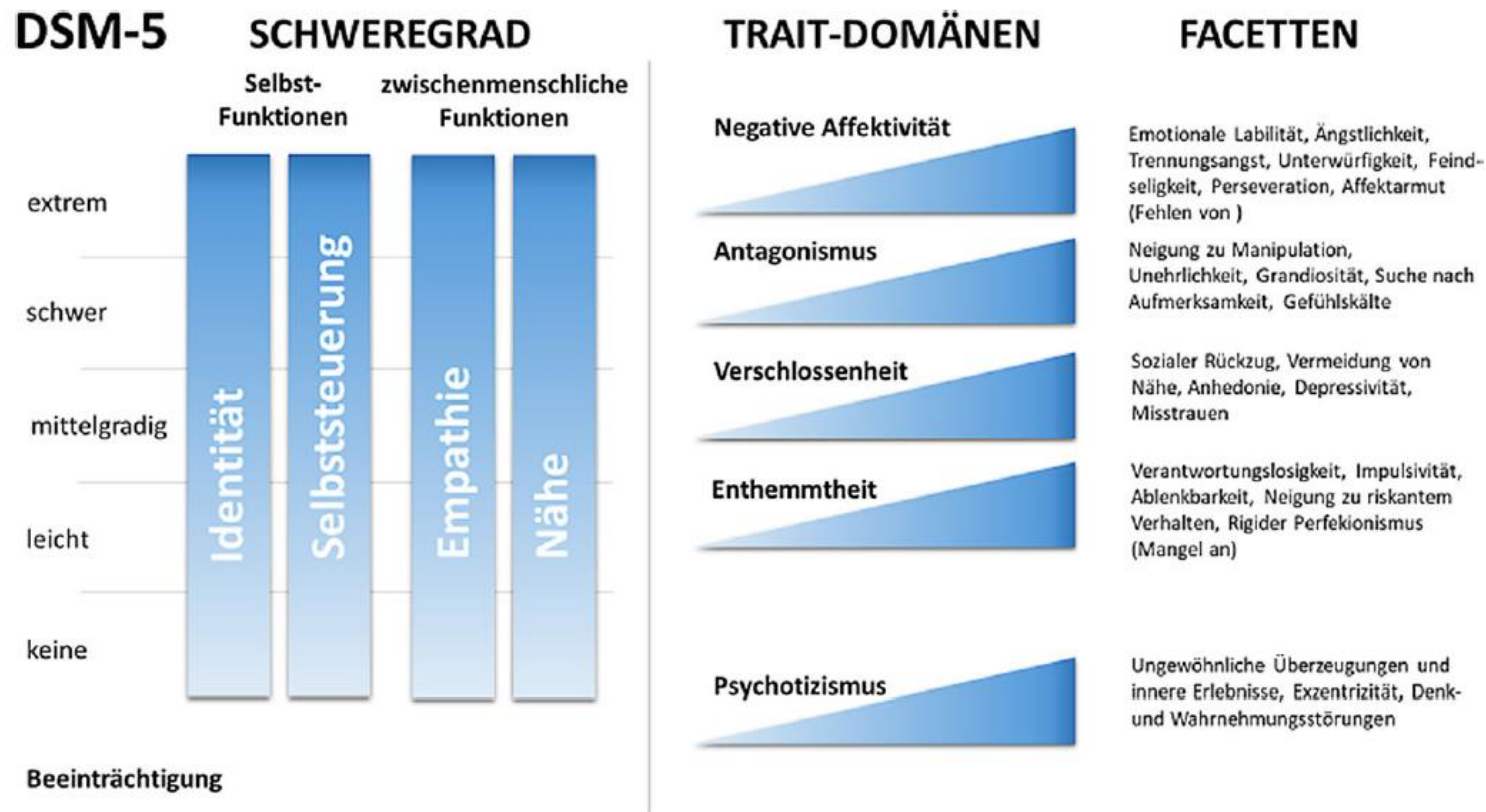 DSM-5
SCHWEREGRAD
Selbst-
Funktionen
zwischenmenschliche
Funktionen
extrem
schwer
mittelgradig
leicht
keine
Identität
Selbststeuerung
Empathie
Nähe
Beeinträchtigung
TRAIT-DOMÄNEN
FACETTEN
Negative Affektivität
Emotionale Labilität, Ängstlichkeit,
Trennungsangst, Unterwürfigkeit, Feind-
seligkeit, Perseveration, Affektarmut
(Fehlen von )
Antagonismus
Neigung zu Manipulation,
Unehrlichkeit, Grandiosität, Suche nach
Aufmerksamkeit, Gefühlskälte
Verschlossenheit
Sozialer Rückzug, Vermeidung von
Nähe, Anhedonie, Depressivität,
Misstrauen
Enthemmtheit
Verantwortungslosigkeit, Impulsivität,
Ablenkbarkeit, Neigung zu riskantem
Verhalten, Rigider Perfekionismus
(Mangel an)
Psychotizismus
Ungewöhnliche Überzeugungen und
innere Erlebnisse, Exzentrizität, Denk-
und Wahrnehmungsstörungen